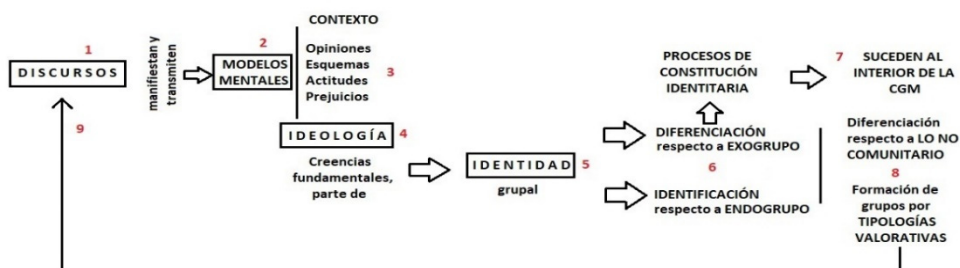 1
DISCURSOS
manifiestan y
transmiten
2
MODELOS
MENTALES
CONTEXTO
Opiniones
Esquemas
Actitudes
Prejuicios
3
IDEOLOGÍA
4
Creencias
fundamentales,
parte de
IDENTIDAD
5
grupal
PROCESOS DE
CONSTITUCIÓN
IDENTITARIA
DIFERENCIACIÓN
respecto a EXOGRUPO
6
IDENTIFICACIÓN
respecto a ENDOGRUPO
7
SUCEDEN AL
INTERIOR DE LA
CGM
Diferenciación
respecto a LO NO
COMUNITARIO
8
Formación de
grupos por
TIPOLOGÍAS
VALORATIVAS
9